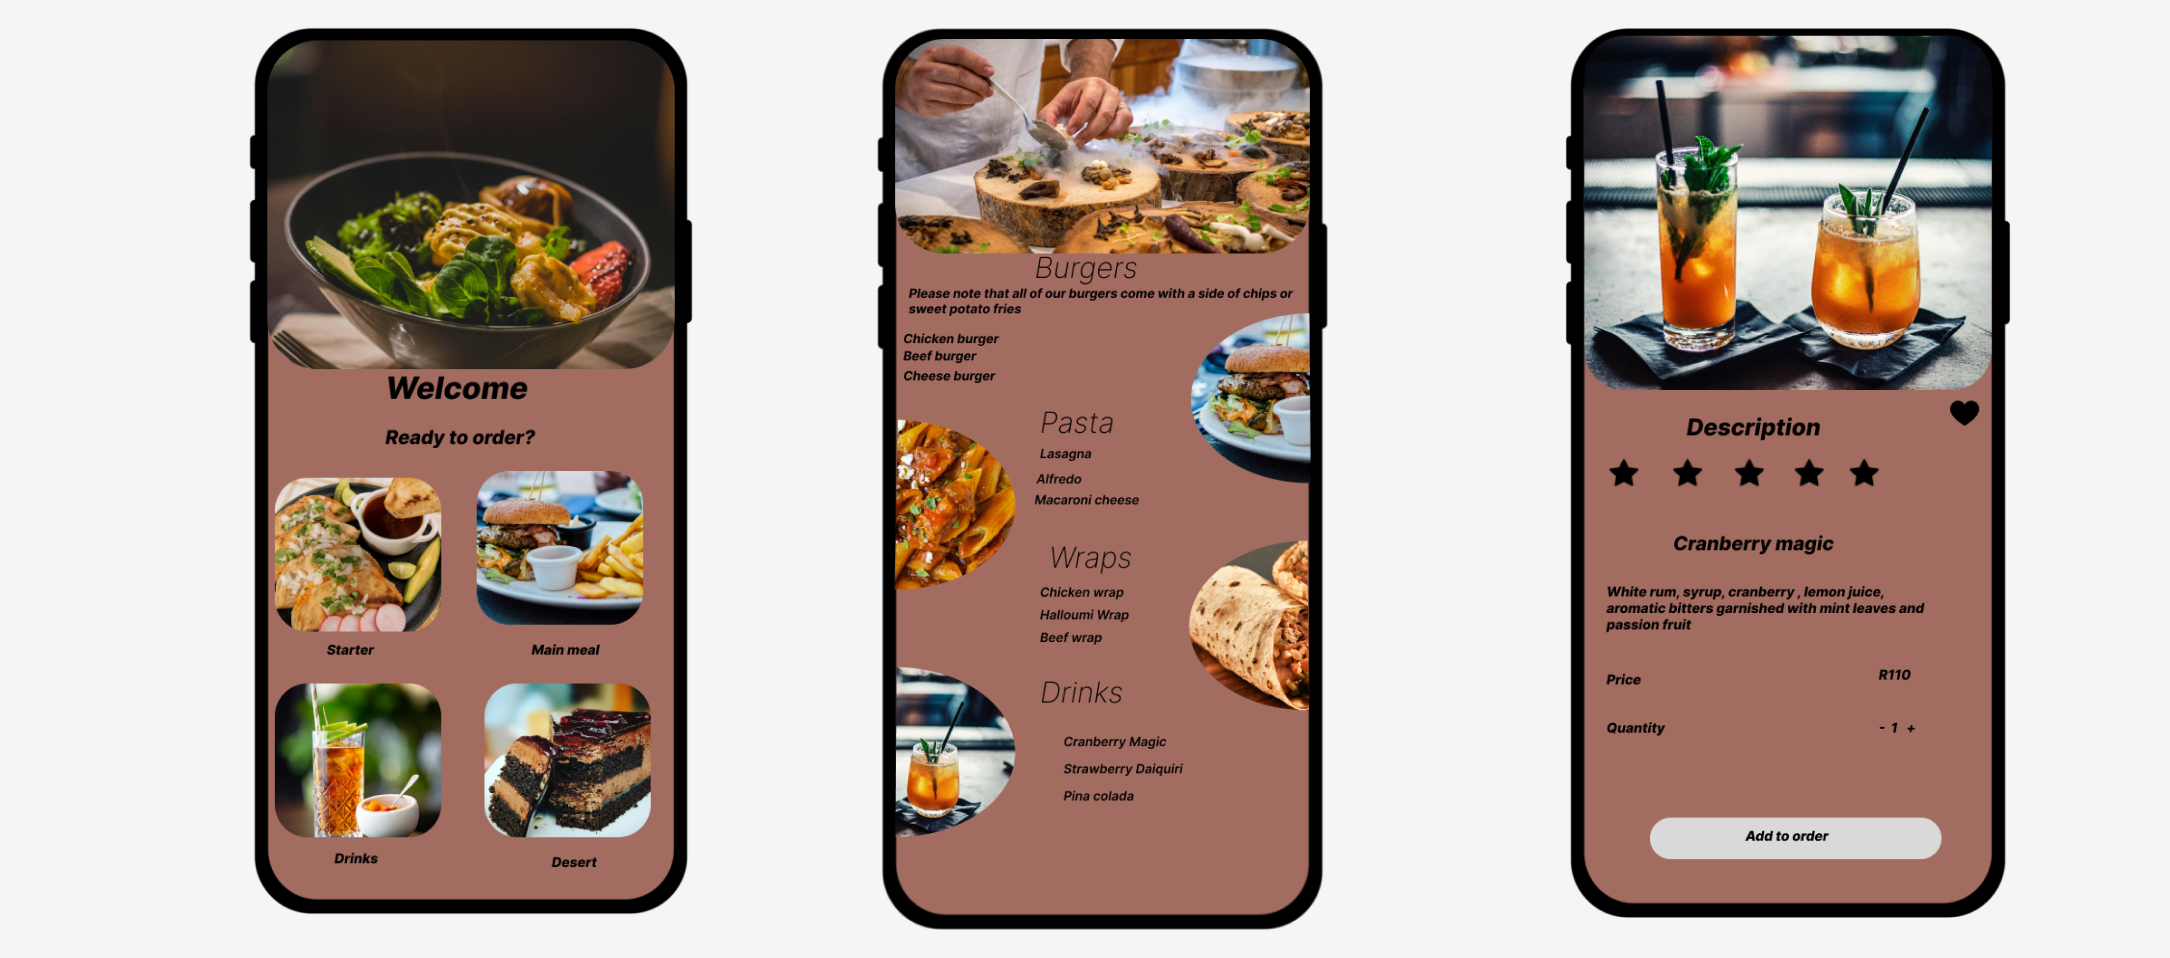 Welcome
Ready to order?
Starter
Main meal
Drinks
Desert
Burgers
Please note that all of our burgers come with a side of chips or
sweet potato fries
Chicken burger
Beef burger
Cheese burger
Pasta
Lasagna
Alfredo
Macaroni cheese
Wraps
Chicken wrap
Halloumi Wrap
Beef wrap
Drinks
Cranberry Magic
Strawberry Daiquiri
Pina colada
Description
Cranberry magic
White rum, syrup, cranberry , lemon juice,
aromatic bitters garnished with mint leaves and
passion fruit
Price R110
Quantity - 1 +
Add to order